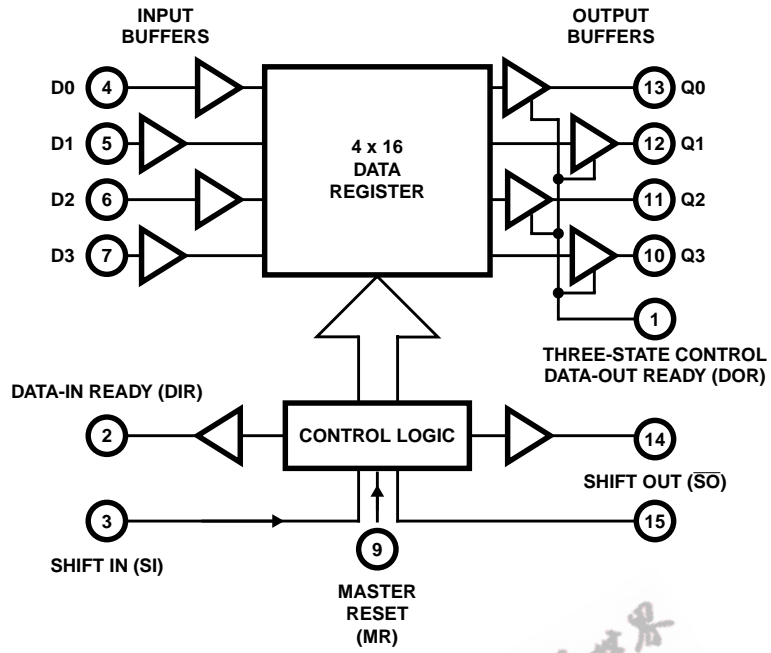 INPUT
BUFFERS
OUTPUT
BUFFERS
D0 4
13 Q0
D1 5
12 Q1
D2 6
11 Q2
D3 7
10 Q3
4 x 16
DATA
REGISTER
1
THREE-STATE CONTROL
DATA-OUT READY (DOR)
DATA-IN READY (DIR)
2
CONTROL LOGIC
14
SHIFT OUT (S̅O̅)
3
15
SHIFT IN (SI)
9
MASTER
RESET
(MR)